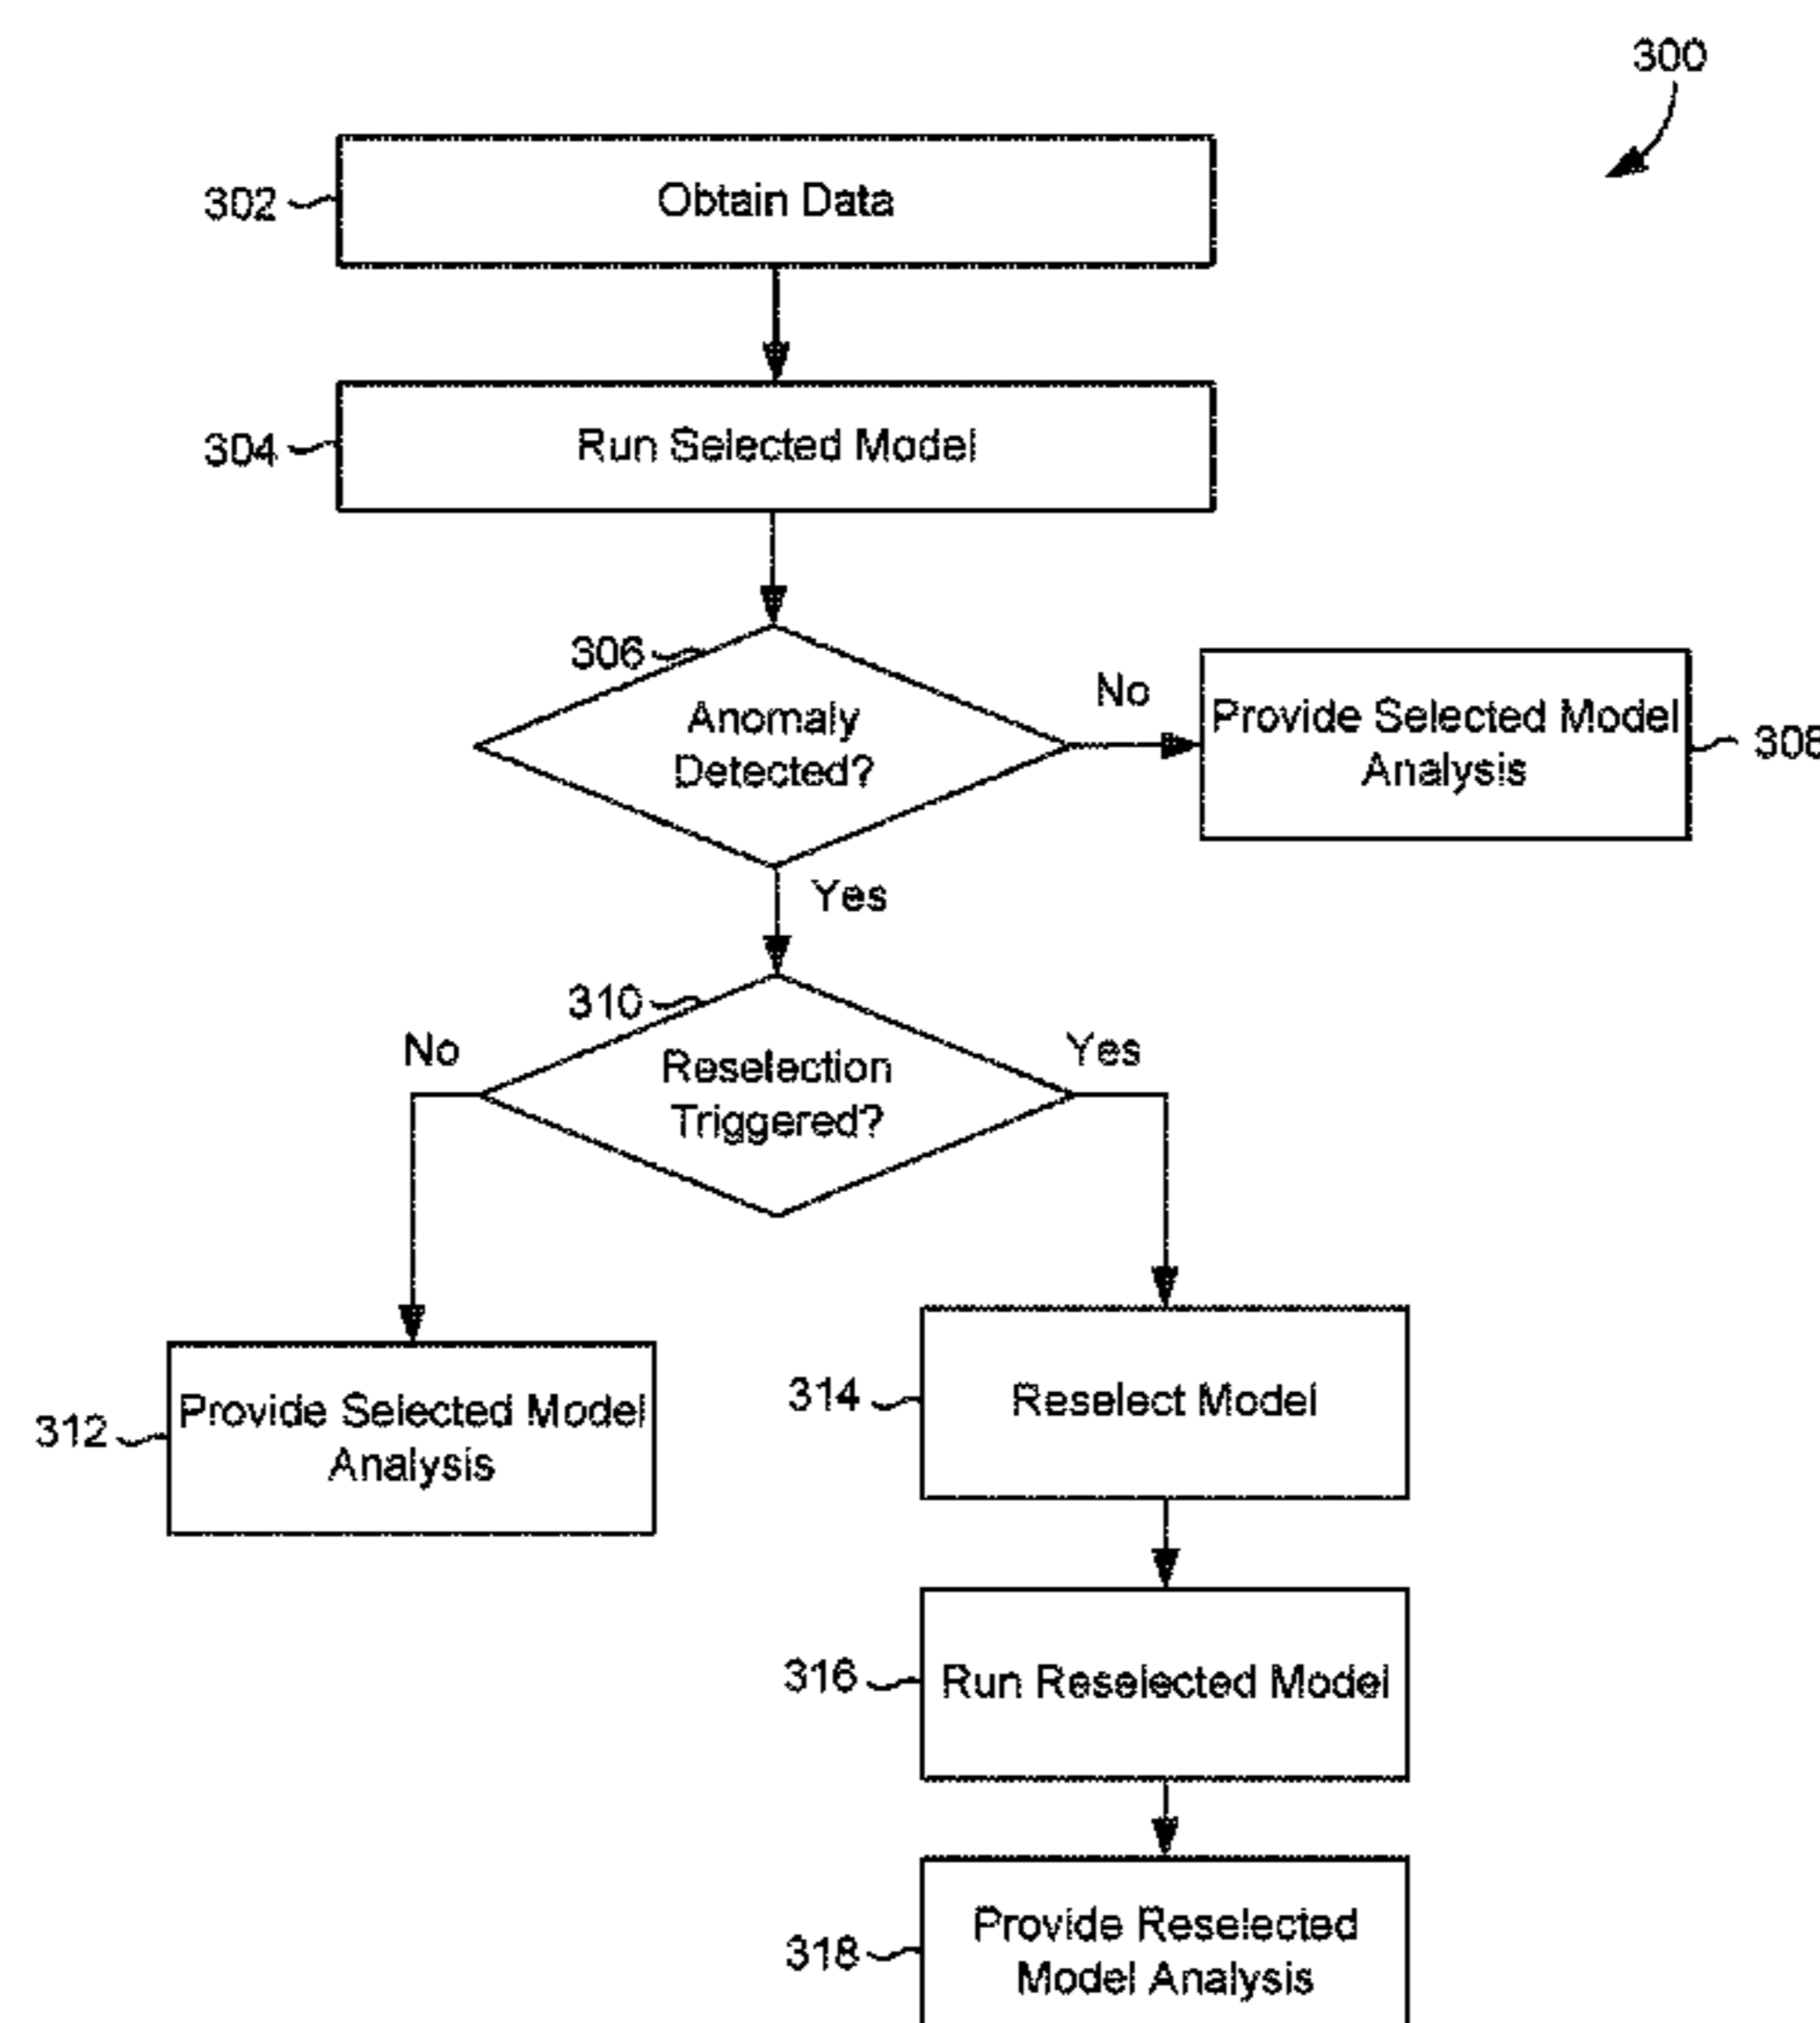 300
302
Obtain Data
304
Run Selected Model
306
Anomaly
Detected?
No
Provide Selected Model
Analysis
308
Yes
310
Reselection
Triggered?
No
Yes
312
Provide Selected Model
Analysis
314
Reselect Model
316
Run Reselected Model
318
Provide Reselected
Model Analysis